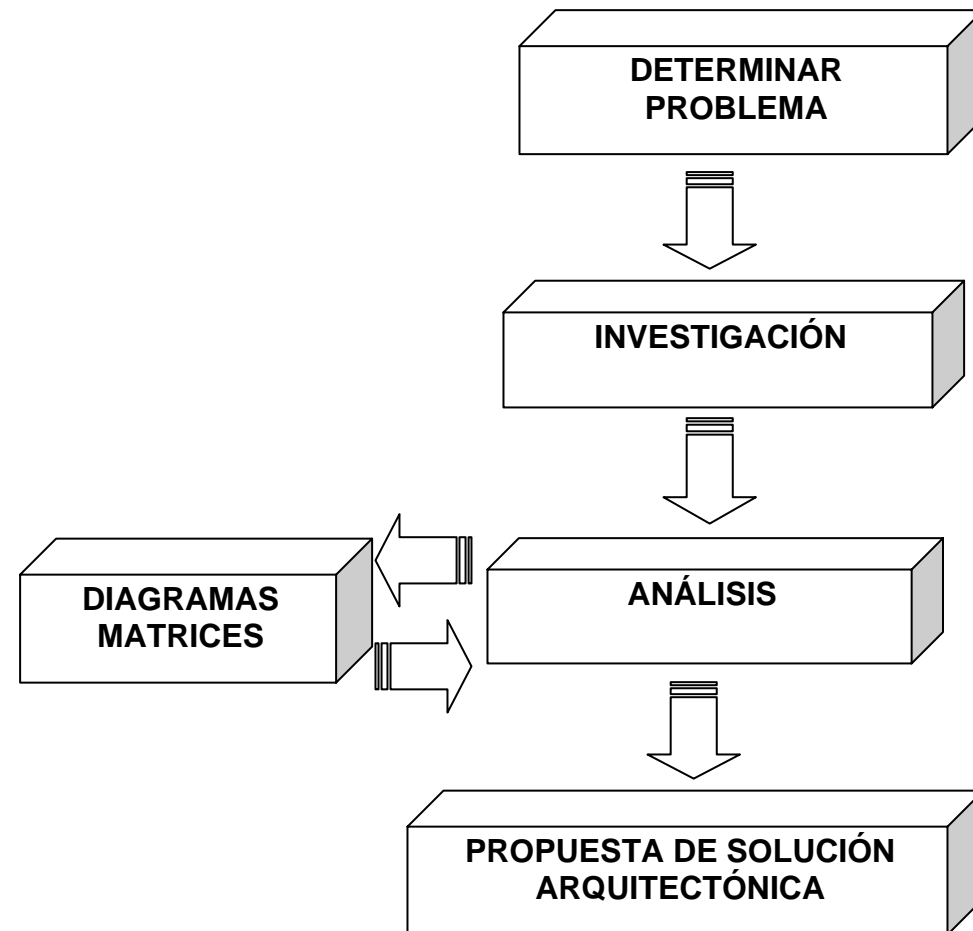 DETERMINAR
PROBLEMA
INVESTIGACIÓN
ANÁLISIS
DIAGRAMAS
MATRICES
PROPUESTA DE SOLUCIÓN
ARQUITECTÓNICA